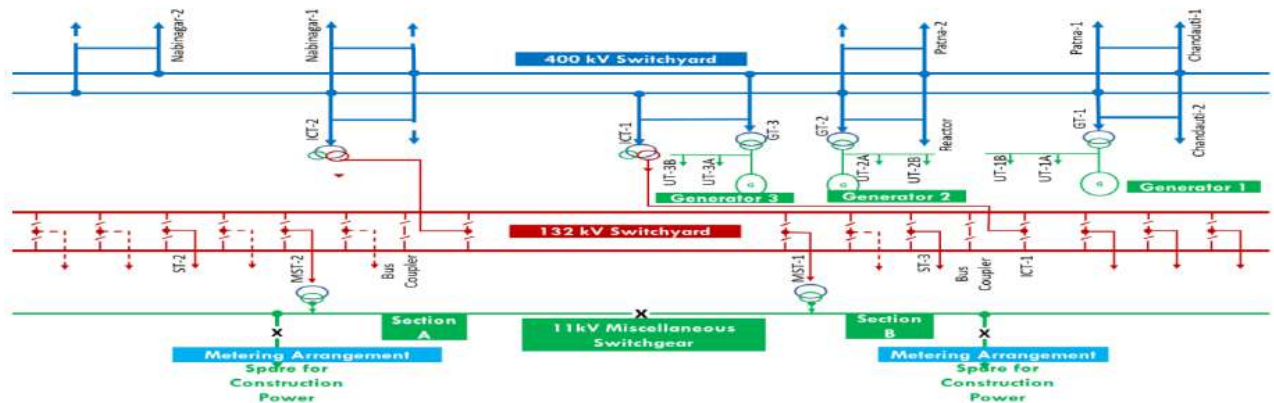 Nabinagar-2
Nabinagar-1
Patna-2
Patna-1
Chandauti-1
400 kV Switchyard
ICT-2
ICT-1
GT-3
GT-2
Reactor
GT-1
Chandauti-2
UT-3B
UT-3A
UT-2A
UT-2B
UT-1B
UT-1A
G
G
G
Generator 3
Generator 2
Generator 1
132 kV Switchyard
ST-2
MST-2
Bus
Coupler
MST-1
ST-3
Bus
Coupler
ICT-1
Section
A
11kV Miscellaneous
Switchgear
Section
B
X
X
X
Metering Arrangement
Metering Arrangement
Spare for
Construction
Power
Spare for
Construction
Power